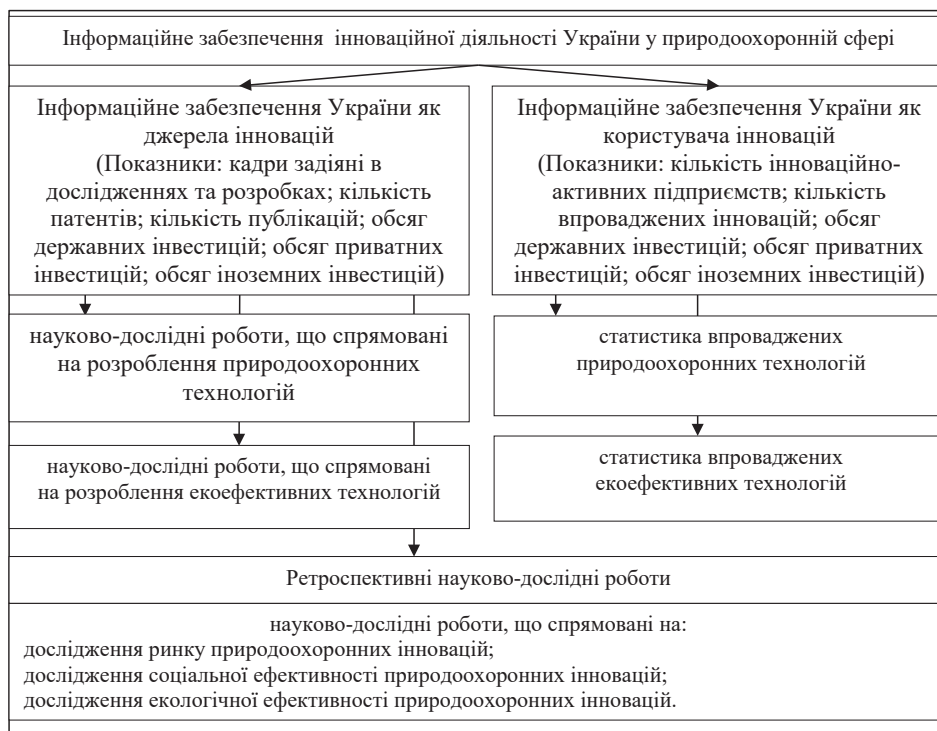 Інформаційне забезпечення інноваційної діяльності України у природоохоронній сфері
Інформаційне забезпечення України як
джерела інновацій
(Показники: кадри задіяні в
дослідженнях та розробках; кількість
патентів; кількість публікацій; обсяг
державних інвестицій; обсяг приватних
інвестицій; обсяг іноземних інвестицій)
Інформаційне забезпечення України як
користувача інновацій
(Показники: кількість інноваційно-
активних підприємств; кількість
впроваджених інновацій; обсяг
державних інвестицій; обсяг приватних
інвестицій; обсяг іноземних інвестицій)
науково-дослідні роботи, що спрямовані
на розроблення природоохоронних
технологій
статистика впроваджених
природоохоронних технологій
науково-дослідні роботи, що спрямовані
на розроблення екоефективних технологій
статистика впроваджених
екоефективних технологій
Ретроспективні науково-дослідні роботи
науково-дослідні роботи, що спрямовані на:
дослідження ринку природоохоронних інновацій;
дослідження соціальної ефективності природоохоронних інновацій;
дослідження екологічної ефективності природоохоронних інновацій.